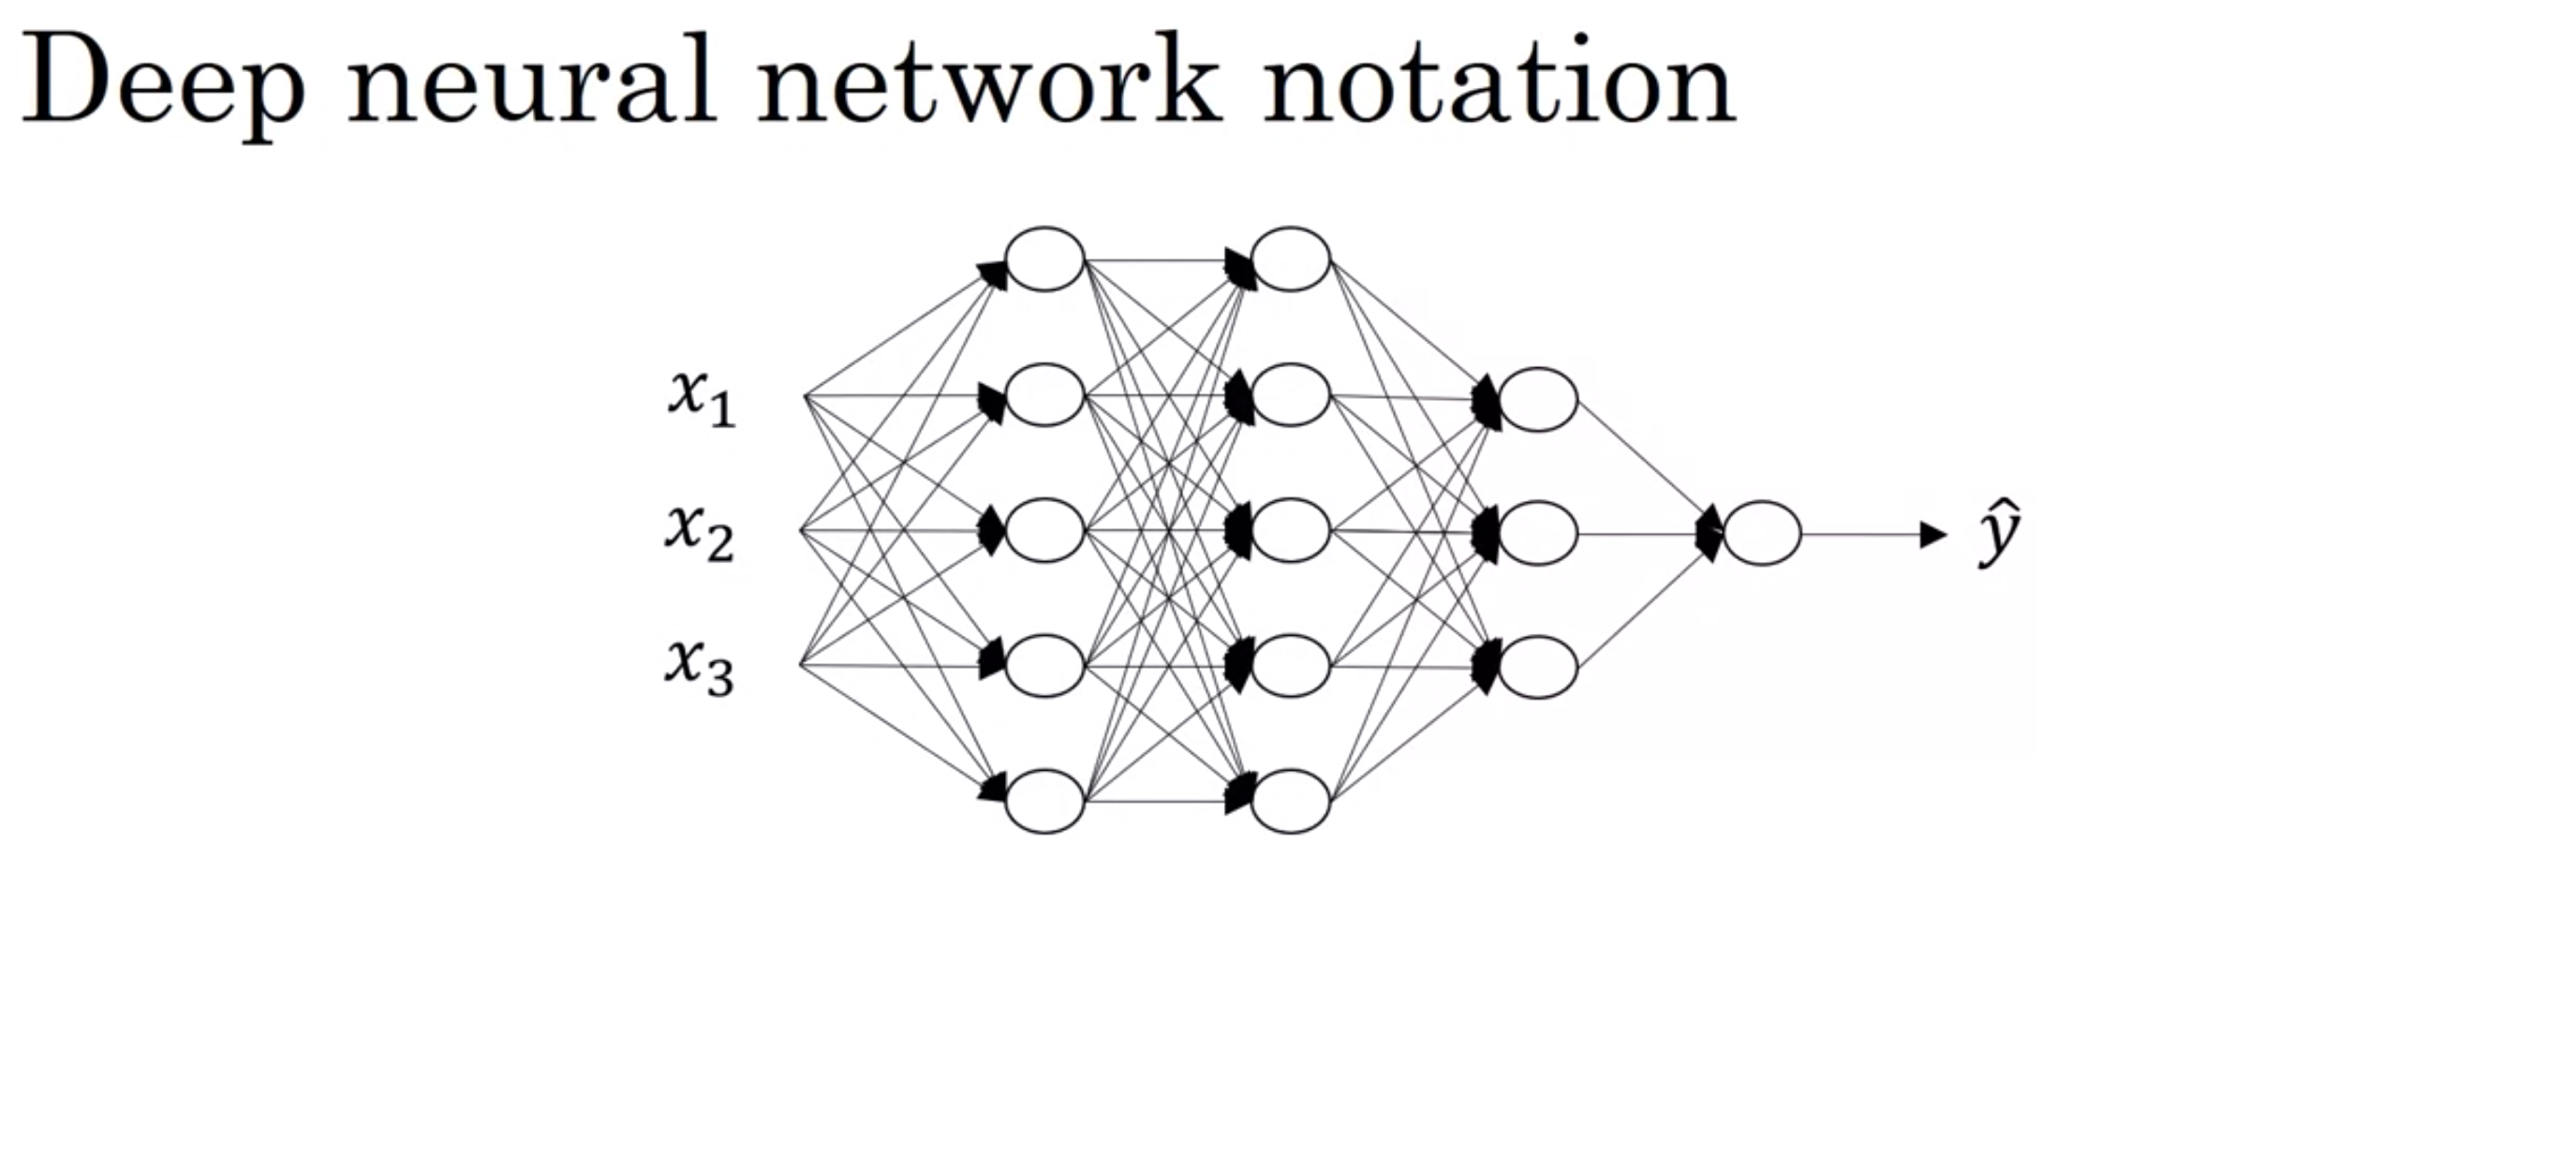 Deep neural network notation
x₁
x₂
ŷ
x₃